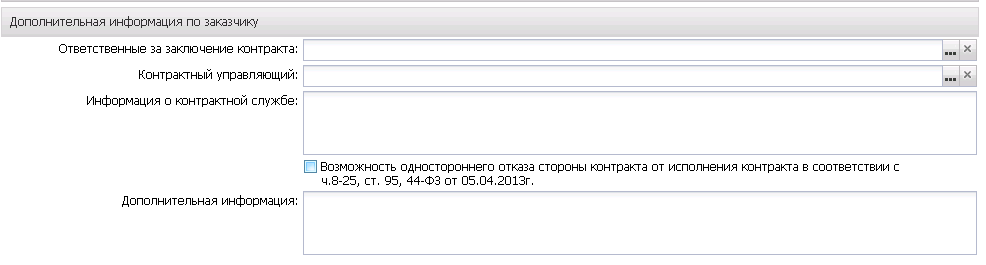 Дополнительная информация по заказчику
Ответственные за заключение контракта:
Контрактный управляющий:
Информация о контрактной службе:
Возможность одностороннего отказа стороны контракта от исполнения контракта в соответствии с
ч.8-25, ст. 95, 44-ФЗ от 05.04.2013г.
Дополнительная информация: